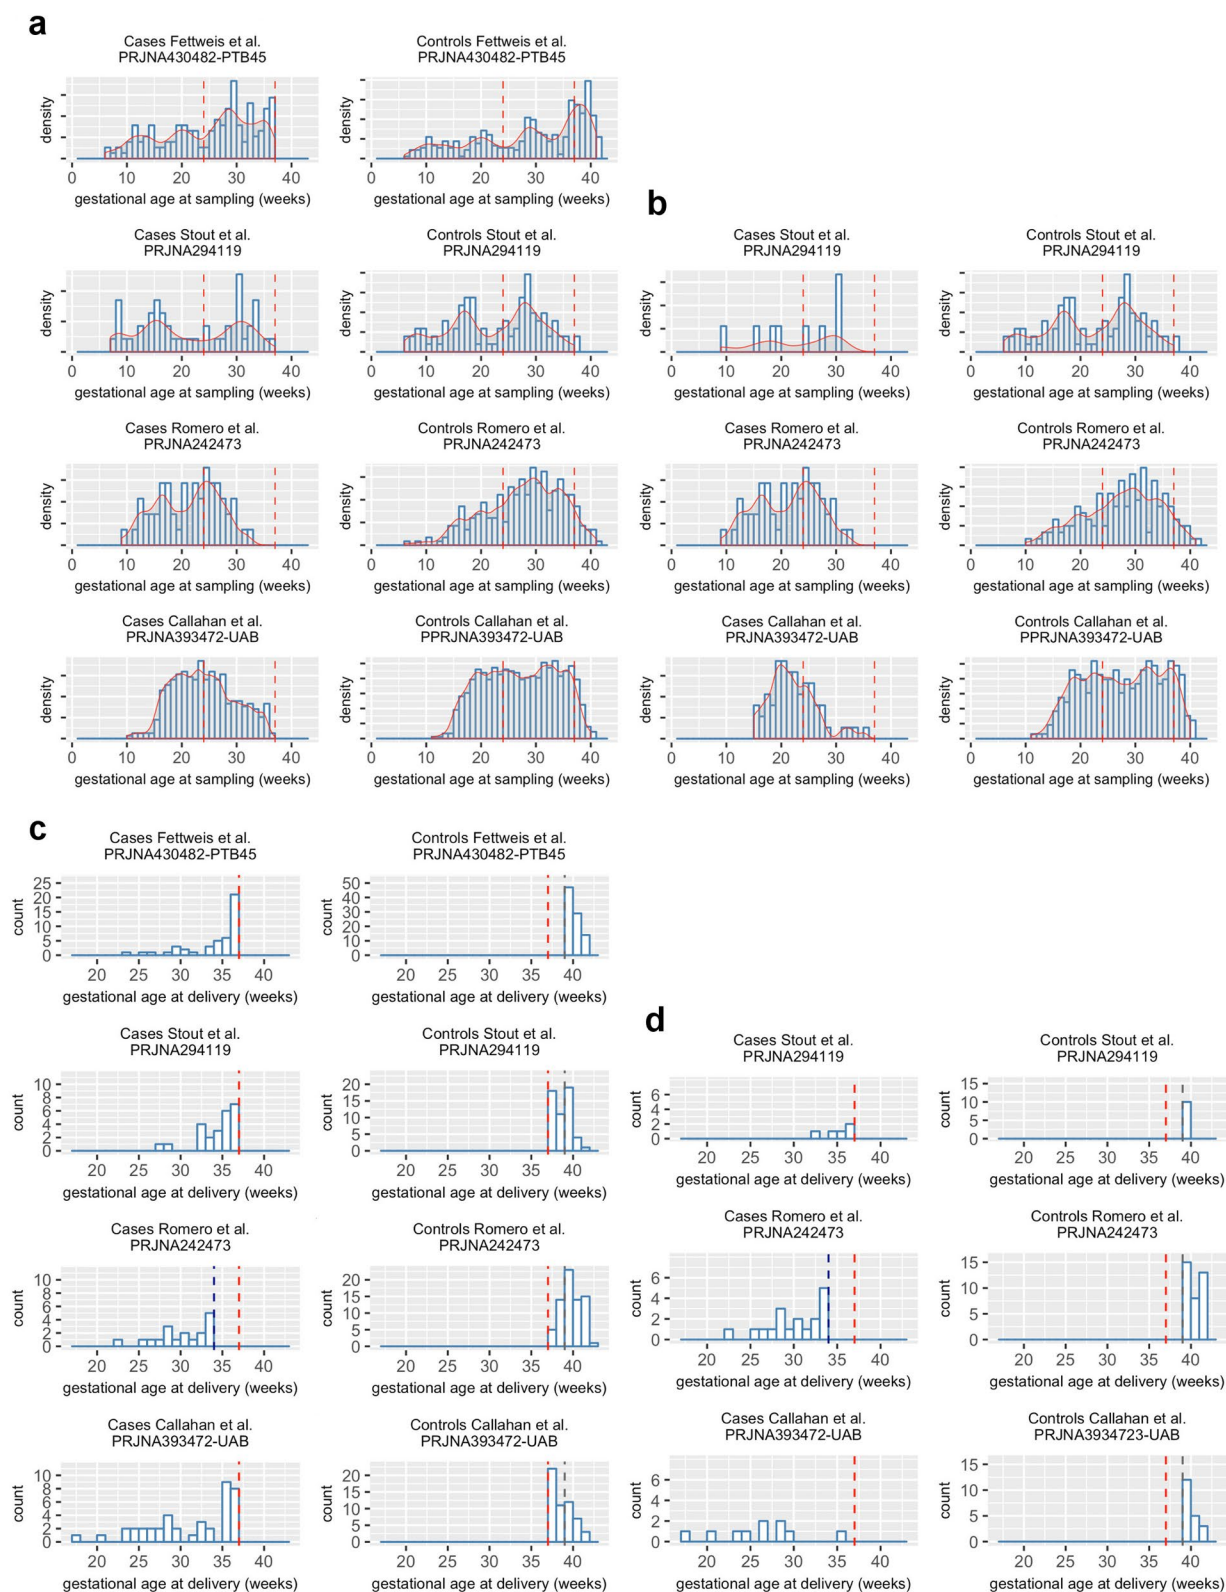 a
Cases Fettweis et al.
PRJNA430482-PTB45
Controls Fettweis et al.
PRJNA430482-PTB45
density
0 10 20 30 40
gestational age at sampling (weeks)
density
0 10 20 30 40
gestational age at sampling (weeks)
Cases Stout et al.
PRJNA294119
Controls Stout et al.
PRJNA294119
density
0 10 20 30 40
gestational age at sampling (weeks)
density
0 10 20 30 40
gestational age at sampling (weeks)
Cases Romero et al.
PRJNA242473
Controls Romero et al.
PRJNA242473
density
0 10 20 30 40
gestational age at sampling (weeks)
density
0 10 20 30 40
gestational age at sampling (weeks)
Cases Callahan et al.
PRJNA393472-UAB
Controls Callahan et al.
PPRJNA393472-UAB
density
0 10 20 30 40
gestational age at sampling (weeks)
density
0 10 20 30 40
gestational age at sampling (weeks)
b
Cases Stout et al.
PRJNA294119
Controls Stout et al.
PRJNA294119
density
0 10 20 30 40
gestational age at sampling (weeks)
density
0 10 20 30 40
gestational age at sampling (weeks)
Cases Romero et al.
PRJNA242473
Controls Romero et al.
PRJNA242473
density
0 10 20 30 40
gestational age at sampling (weeks)
density
0 10 20 30 40
gestational age at sampling (weeks)
Cases Callahan et al.
PRJNA393472-UAB
Controls Callahan et al.
PPRJNA393472-UAB
density
0 10 20 30 40
gestational age at sampling (weeks)
density
0 10 20 30 40
gestational age at sampling (weeks)
c
Cases Fettweis et al.
PRJNA430482-PTB45
Controls Fettweis et al.
PRJNA430482-PTB45
count
25
20
15
10
5
0
20 25 30 35 40
gestational age at delivery (weeks)
count
50
40
30
20
10
0
20 25 30 35 40
gestational age at delivery (weeks)
Cases Stout et al.
PRJNA294119
Controls Stout et al.
PRJNA294119
count
10
8
6
4
2
0
20 25 30 35 40
gestational age at delivery (weeks)
count
20
15
10
5
0
20 25 30 35 40
gestational age at delivery (weeks)
Cases Romero et al.
PRJNA242473
Controls Romero et al.
PRJNA242473
count
10
8
6
4
2
0
20 25 30 35 40
gestational age at delivery (weeks)
count
20
15
10
5
0
20 25 30 35 40
gestational age at delivery (weeks)
Cases Callahan et al.
PRJNA393472-UAB
Controls Callahan et al.
PRJNA393472-UAB
count
10
8
6
4
2
0
20 25 30 35 40
gestational age at delivery (weeks)
count
20
15
10
5
0
20 25 30 35 40
gestational age at delivery (weeks)
d
Cases Stout et al.
PRJNA294119
Controls Stout et al.
PRJNA294119
count
6
4
2
0
20 25 30 35 40
gestational age at delivery (weeks)
count
15
10
5
0
20 25 30 35 40
gestational age at delivery (weeks)
Cases Romero et al.
PRJNA242473
Controls Romero et al.
PRJNA242473
count
6
4
2
0
20 25 30 35 40
gestational age at delivery (weeks)
count
15
10
5
0
20 25 30 35 40
gestational age at delivery (weeks)
Cases Callahan et al.
PRJNA393472-UAB
Controls Callahan et al.
PRJNA3934723-UAB
count
6
4
2
0
20 25 30 35 40
gestational age at delivery (weeks)
count
15
10
5
0
20 25 30 35 40
gestational age at delivery (weeks)